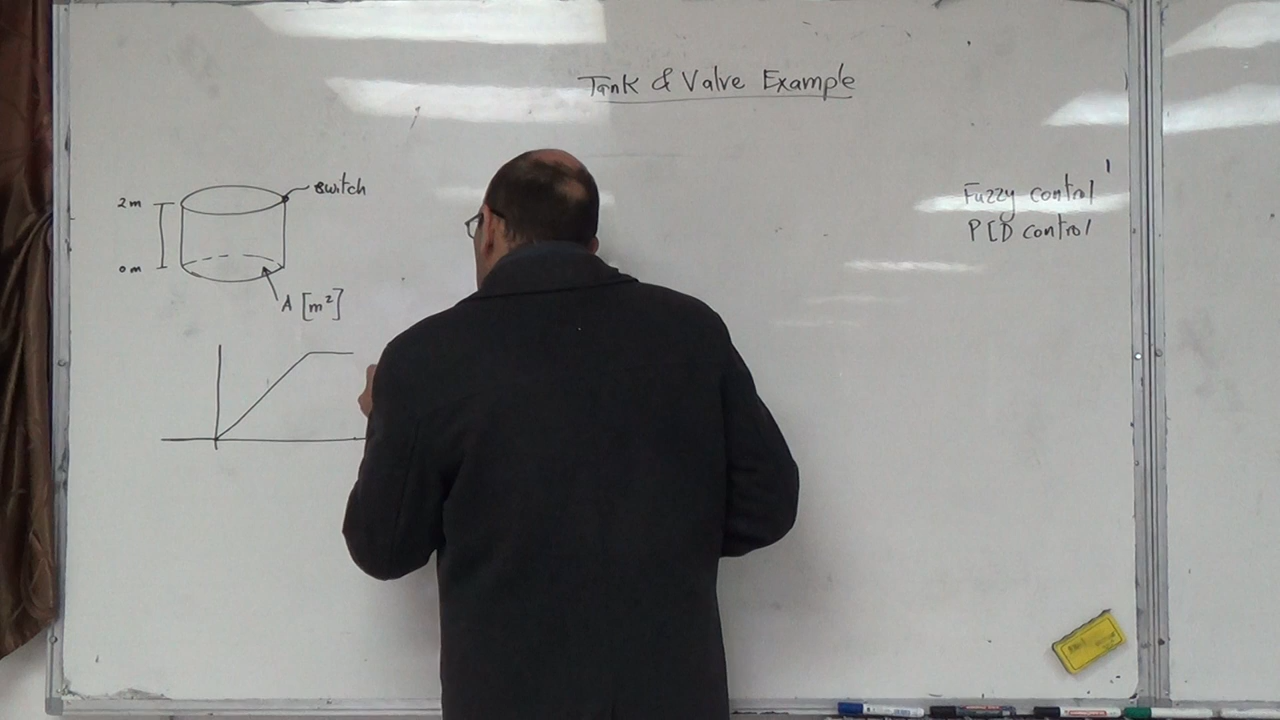 Tank & Valve Example
2m
switch
0m
A [m²]
Fuzzy control
PID control